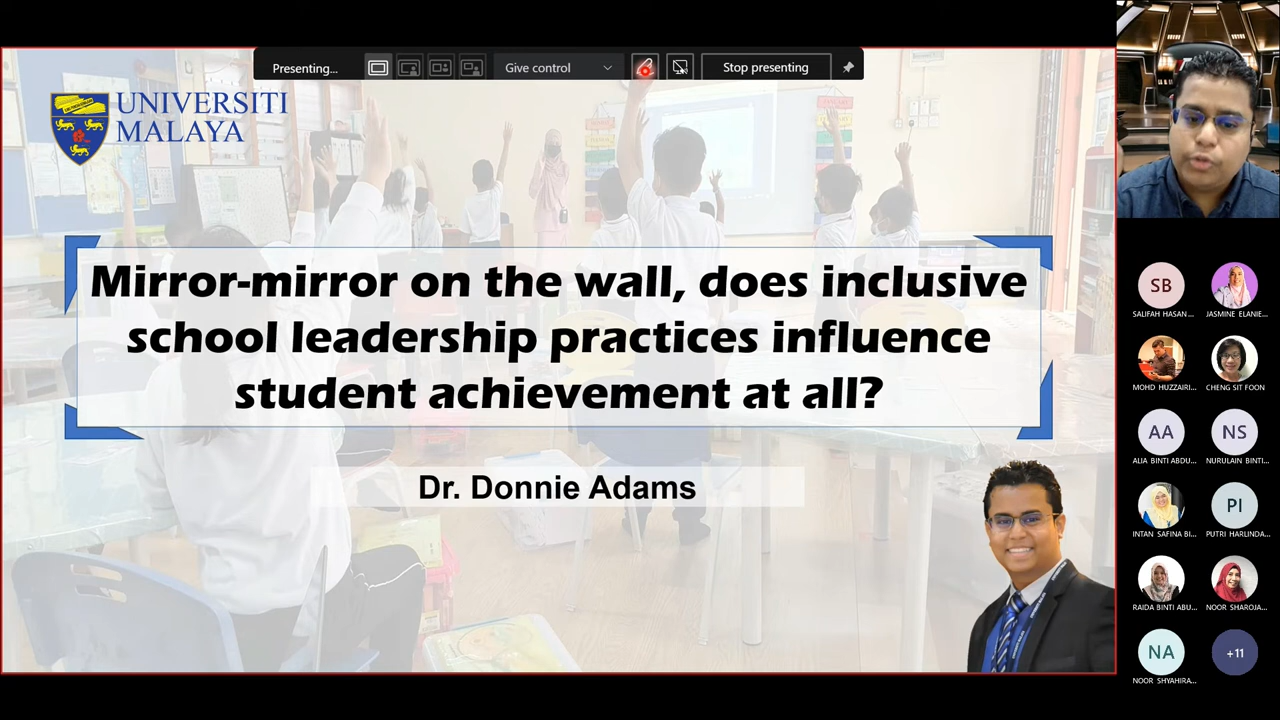 Presenting...
Give control
Stop presenting
UNIVERSITI
MALAYA
Mirror-mirror on the wall, does inclusive
school leadership practices influence
student achievement at all?
Dr. Donnie Adams
SB
SALIFAH HASAN...
JASMINE ELANIE...
MOHD HUZZAIRI...
CHENG SIT FOON
AA
NS
ALIA BINTI ABDU...
NURULAIN BINTI...
PI
INTAN SAFINA BI...
PUTRI HARLINDA...
RAIDA BINTI ABU...
NOOR SHAROJA...
NA
+11
NOOR SHYAHIRA...